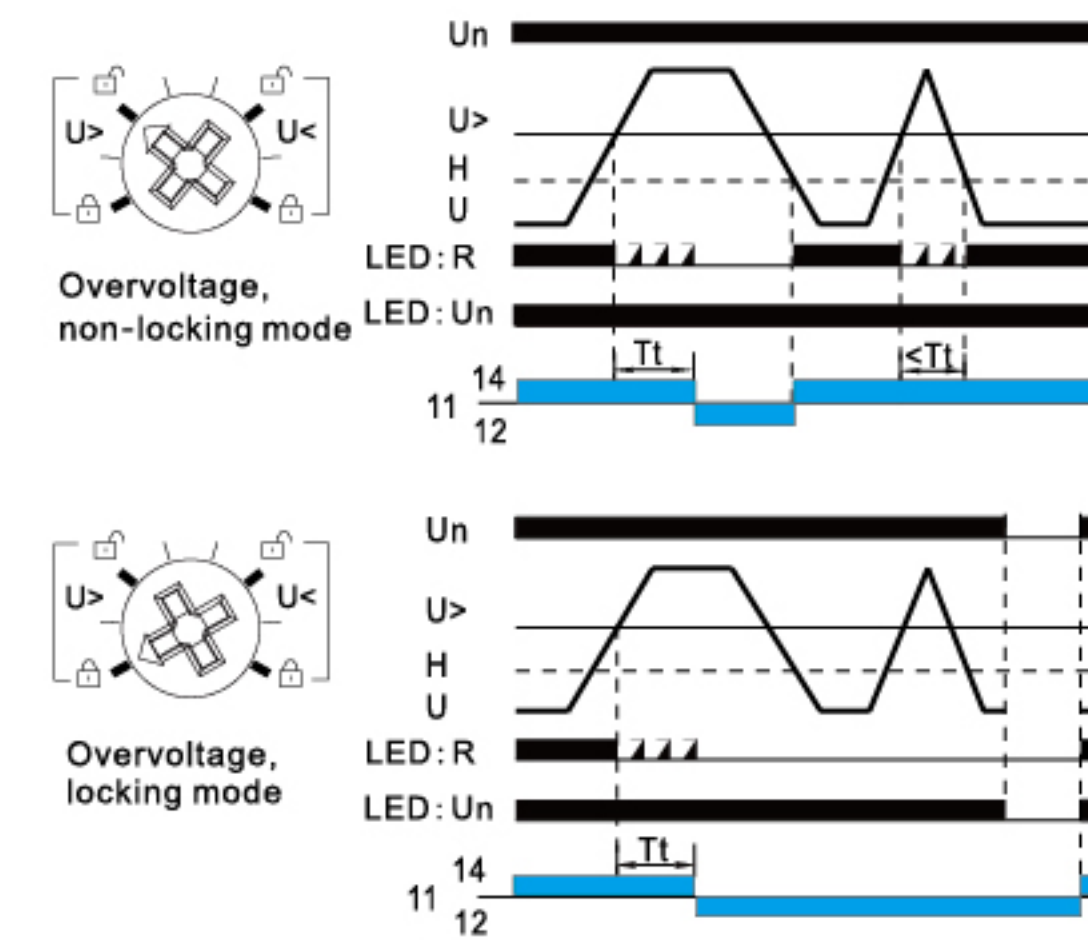 Un
U> U<
U>
H
U
LED:R
Overvoltage,
non-locking mode
LED:Un
Tt <Tt
14
11
12
Un
U> U<
U>
H
U
LED:R
Overvoltage,
locking mode
LED:Un
Tt
14
11
12